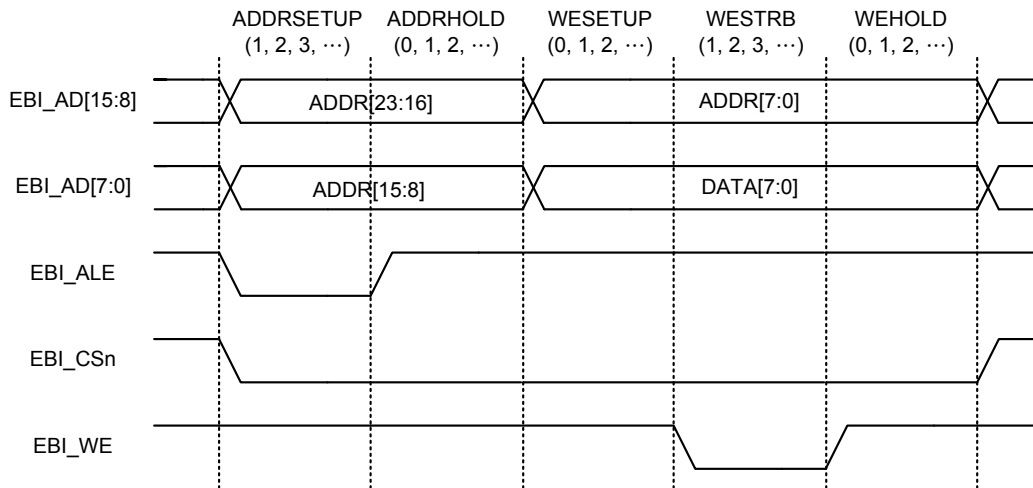 ADDRSETUP ADDRHOLD WESETUP WESTRB WEHOLD
(1, 2, 3, ⋯) (0, 1, 2, ⋯) (0, 1, 2, ⋯) (1, 2, 3, ⋯) (0, 1, 2, ⋯)
EBI_AD[15:8] ADDR[23:16] ADDR[7:0]
EBI_AD[7:0] ADDR[15:8] DATA[7:0]
EBI_ALE
EBI_CSn
EBI_WE